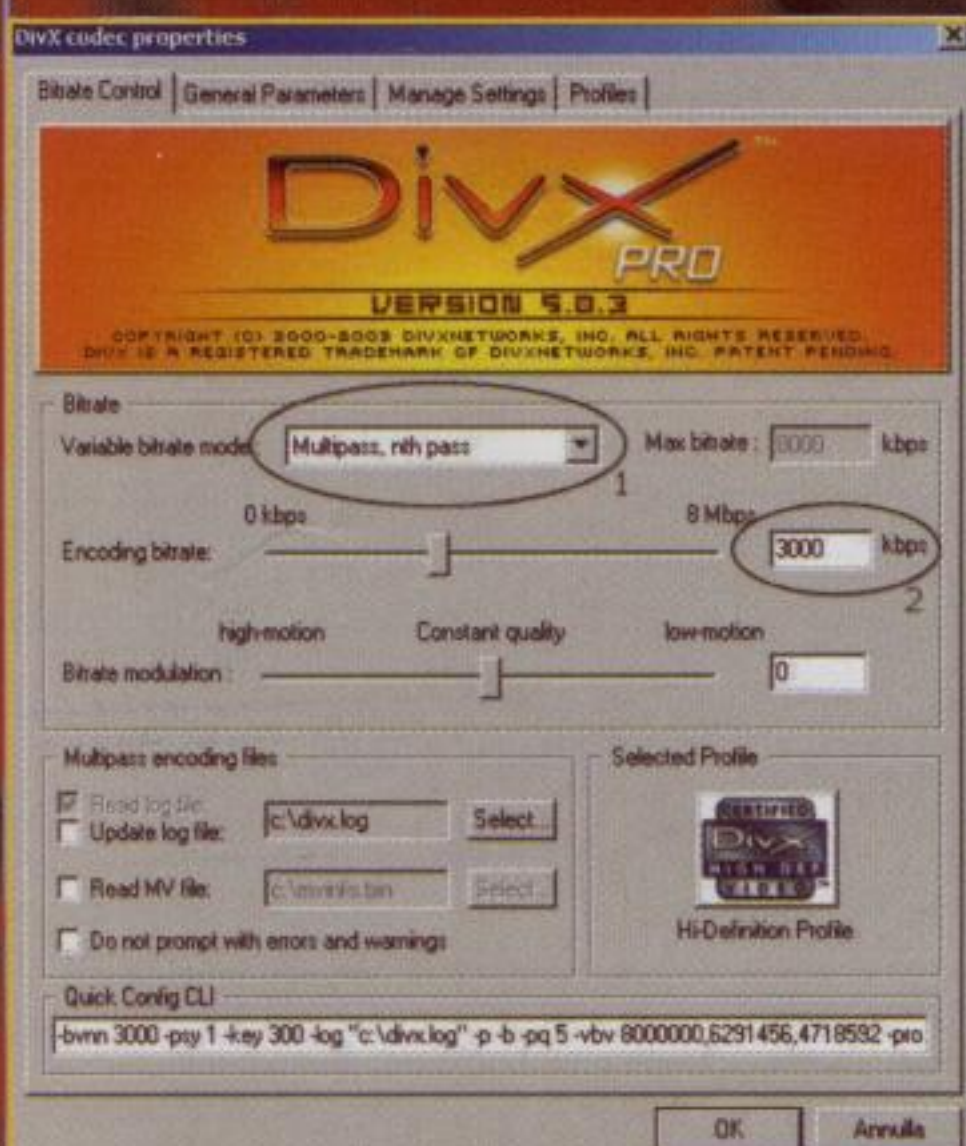 DivX codec properties
Bitrate Control General Parameters Manage Settings Profiles
DivX™
PRO
VERSION 5.0.3
COPYRIGHT (C) 2000-2003 DIVXNETWORKS, INC. ALL RIGHTS RESERVED.
DIVX IS A REGISTERED TRADEMARK OF DIVXNETWORKS, INC. PATENT PENDING.
Bitrate
Variable bitrate mode: Multipass, nth pass Max bitrate : 8000 kbps
1
0 kbps 8 Mbps
Encoding bitrate: 3000 kbps
2
high-motion Constant quality low-motion
Bitrate modulation : 0
Multipass encoding files
Read log file:
Update log file: c:\divx.log Select...
Read MV file: c:\mvinfo.bin Select...
Do not prompt with errors and warnings
Selected Profile
CERTIFIED
DivX
HIGH DEF
VIDEO™
Hi-Definition Profile
Quick Config CLI
-bvnn 3000 -psy 1 -key 300 -log "c:\divx.log" -p -b -pq 5 -vbv 8000000,6291456,4718592 -pro
OK Annulla